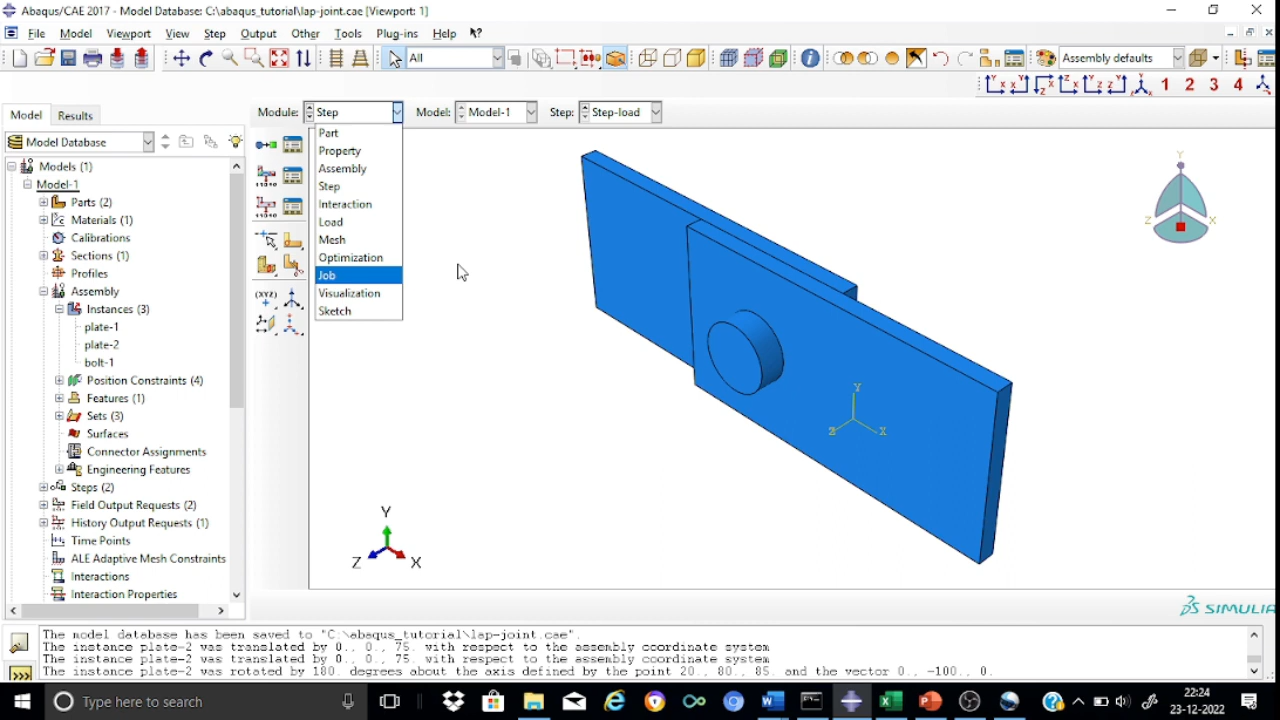 Abaqus/CAE 2017 - Model Database: C:\abaqus_tutorial\lap-joint.cae [Viewport: 1]
File Model Viewport View Step Output Other Tools Plug-ins Help
All
Assembly defaults
1 2 3 4
Model Results
Module: Step Model: Model-1 Step: Step-load
Model Database
Models (1)
Model-1
Parts (2)
Materials (1)
Calibrations
Sections (1)
Profiles
Assembly
Instances (3)
plate-1
plate-2
bolt-1
Position Constraints (4)
Features (1)
Sets (3)
Surfaces
Connector Assignments
Engineering Features
Steps (2)
Field Output Requests (2)
History Output Requests (1)
Time Points
ALE Adaptive Mesh Constraints
Interactions
Interaction Properties
Part
Property
Assembly
Step
Interaction
Load
Mesh
Optimization
Job
Visualization
Sketch
(XYZ)
Y
Z X
Y
Z X
Y
Z X
SIMULIA
The model database has been saved to "C:\abaqus_tutorial\lap-joint.cae".
The instance plate-2 was translated by 0., 0., 75. with respect to the assembly coordinate system
The instance plate-2 was translated by 0., 0., 75. with respect to the assembly coordinate system
The instance plate-2 was rotated by 180. degrees about the axis defined by the point 20., 80., 85. and the vector 0., -100., 0.
Type here to search
22:24
23-12-2022